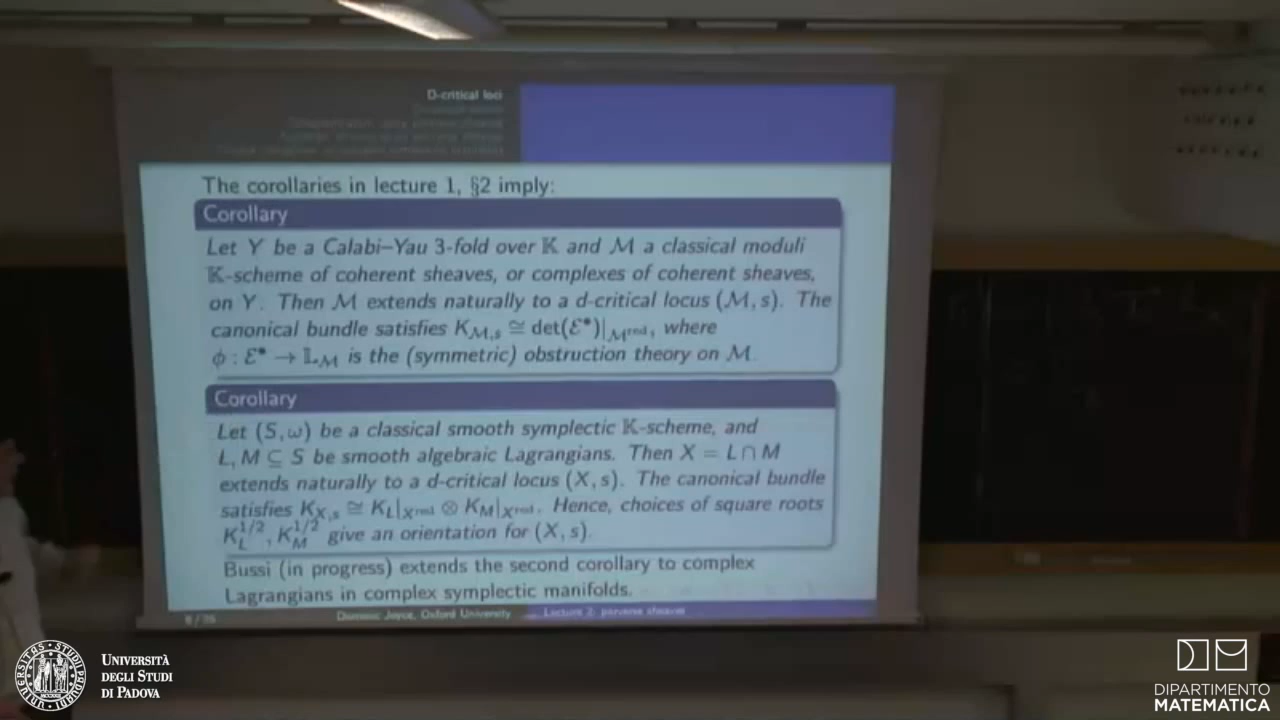 D-critical loci
The corollaries in lecture 1, §2 imply:
Corollary
Let Y be a Calabi–Yau 3-fold over 𝕂 and ℳ a classical moduli
𝕂-scheme of coherent sheaves, or complexes of coherent sheaves,
on Y. Then ℳ extends naturally to a d-critical locus (ℳ, s). The
canonical bundle satisfies K_{ℳ,s} ≅ det(ℰ•)|_{ℳ^red}, where
ϕ : ℰ• → 𝕃_ℳ is the (symmetric) obstruction theory on ℳ.
Corollary
Let (S, ω) be a classical smooth symplectic 𝕂-scheme, and
L, M ⊆ S be smooth algebraic Lagrangians. Then X = L ∩ M
extends naturally to a d-critical locus (X, s). The canonical bundle
satisfies K_{X,s} ≅ K_L|_{X^red} ⊗ K_M|_{X^red}. Hence, choices of square roots
K_L^{1/2}, K_M^{1/2} give an orientation for (X, s).
Bussi (in progress) extends the second corollary to complex
Lagrangians in complex symplectic manifolds.
Dominic Joyce, Oxford University Lecture 2: perverse sheaves
UNIVERSITÀ
DEGLI STUDI
DI PADOVA
DIPARTIMENTO
MATEMATICA